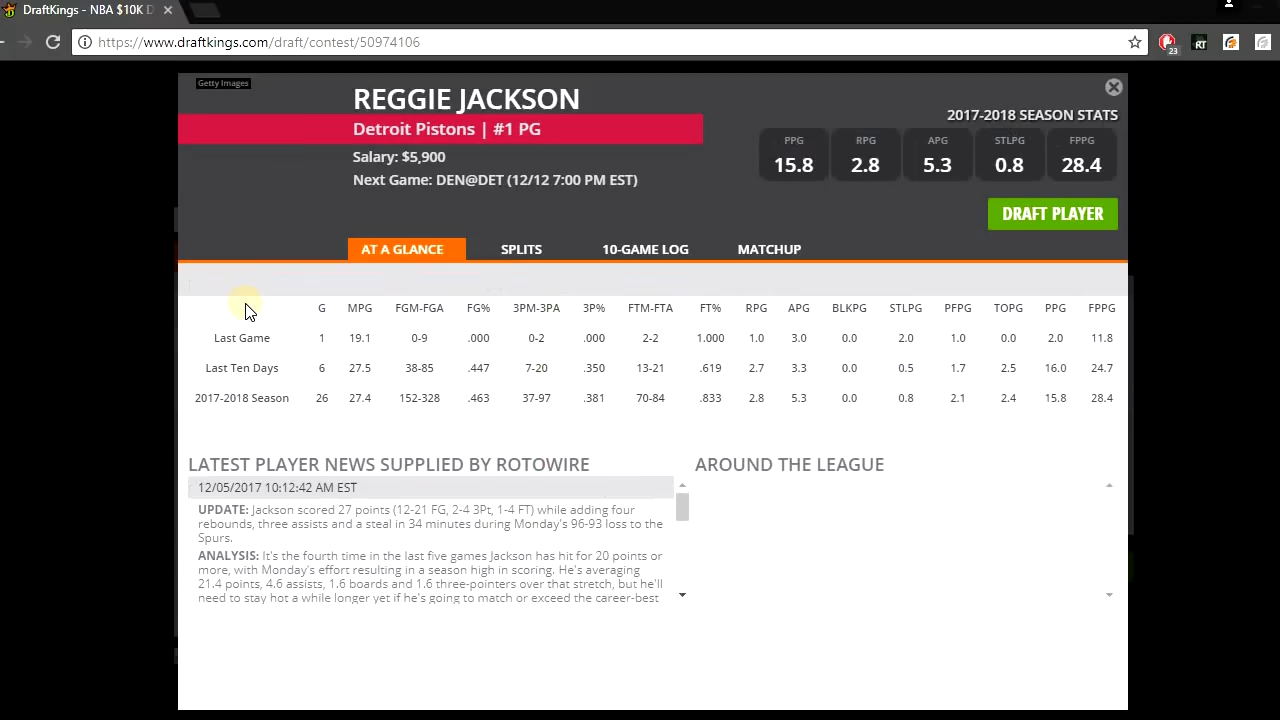 DraftKings - NBA $10K D
https://www.draftkings.com/draft/contest/50974106
23
RT
Getty Images
REGGIE JACKSON
Detroit Pistons | #1 PG
Salary: $5,900
Next Game: DEN@DET (12/12 7:00 PM EST)
2017-2018 SEASON STATS
PPG RPG APG STLPG FPPG
15.8 2.8 5.3 0.8 28.4
DRAFT PLAYER
AT A GLANCE SPLITS 10-GAME LOG MATCHUP
G MPG FGM-FGA FG% 3PM-3PA 3P% FTM-FTA FT% RPG APG BLKPG STLPG PFPG TOPG PPG FPPG
Last Game 1 19.1 0-9 .000 0-2 .000 2-2 1.000 1.0 3.0 0.0 2.0 1.0 0.0 2.0 11.8
Last Ten Days 6 27.5 38-85 .447 7-20 .350 13-21 .619 2.7 3.3 0.0 0.5 1.7 2.5 16.0 24.7
2017-2018 Season 26 27.4 152-328 .463 37-97 .381 70-84 .833 2.8 5.3 0.0 0.8 2.1 2.4 15.8 28.4
LATEST PLAYER NEWS SUPPLIED BY ROTOWIRE
12/05/2017 10:12:42 AM EST
UPDATE: Jackson scored 27 points (12-21 FG, 2-4 3Pt, 1-4 FT) while adding four
rebounds, three assists and a steal in 34 minutes during Monday's 96-93 loss to the
Spurs.
ANALYSIS: It's the fourth time in the last five games Jackson has hit for 20 points or
more, with Monday's effort resulting in a season high in scoring. He's averaging
21.4 points, 4.6 assists, 1.6 boards and 1.6 three-pointers over that stretch, but he'll
need to stay hot a while longer yet if he's going to match or exceed the career-best
AROUND THE LEAGUE